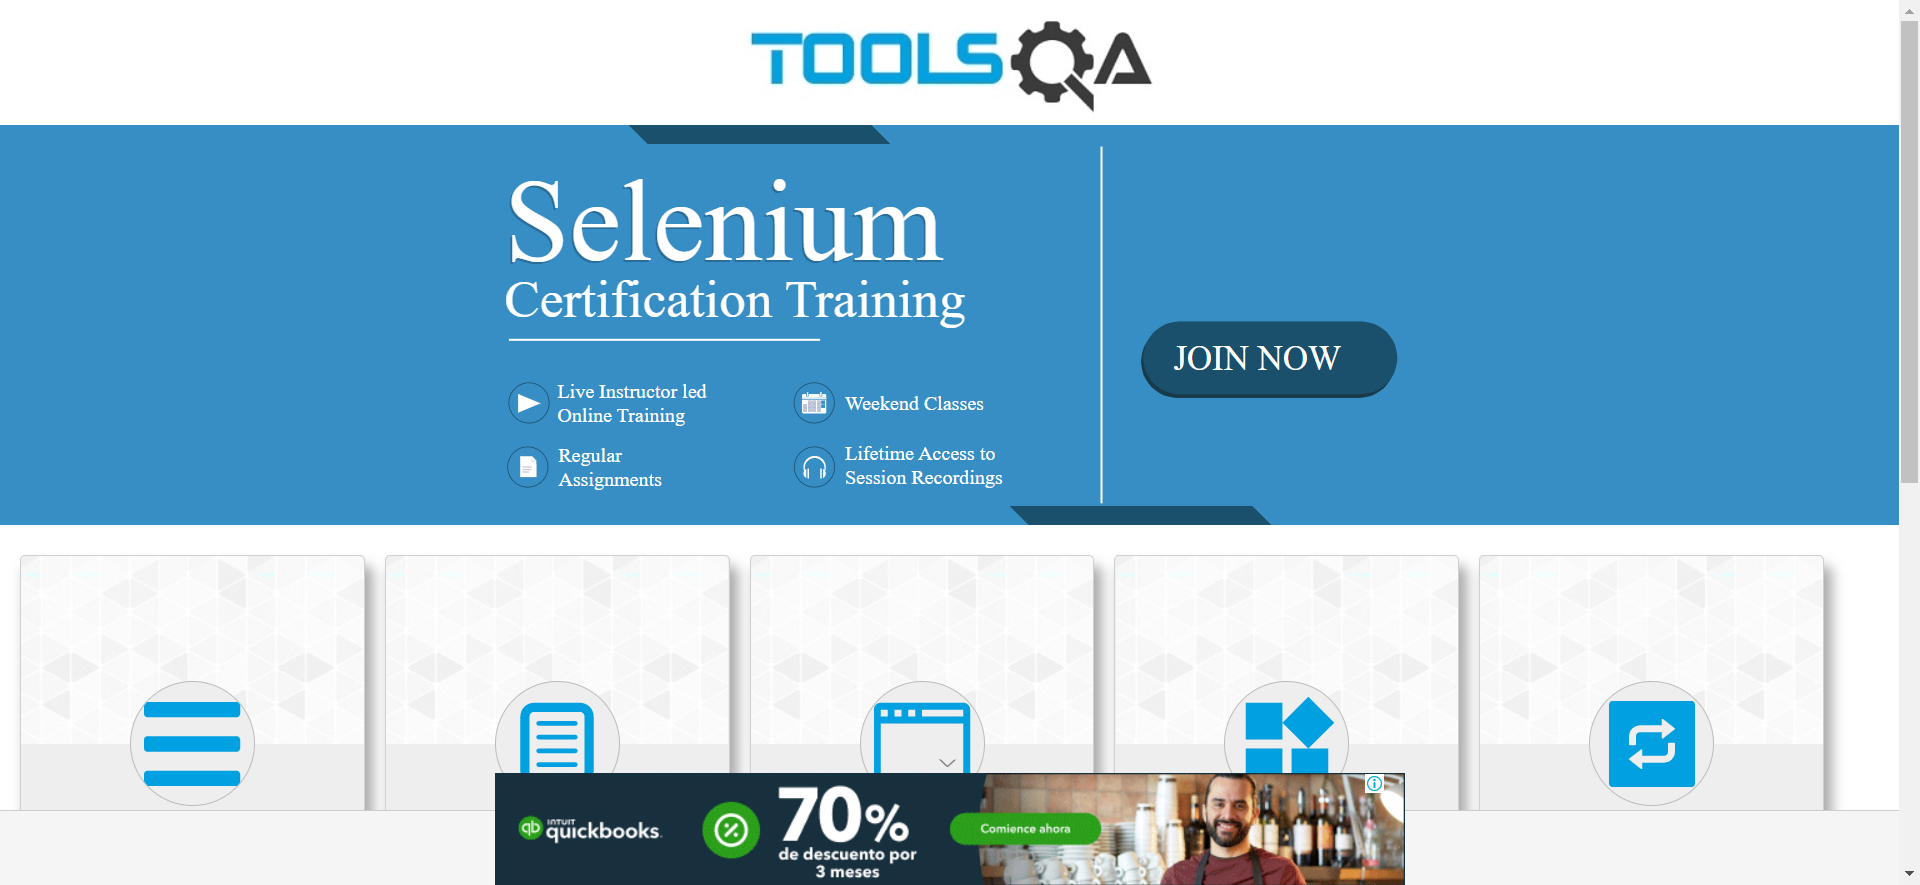 TOOLSQA
Selenium
Certification Training
JOIN NOW
Live Instructor led
Online Training
Weekend Classes
Regular
Assignments
Lifetime Access to
Session Recordings
qb INTUIT
quickbooks.
70%
de descuento por
3 meses
Comience ahora